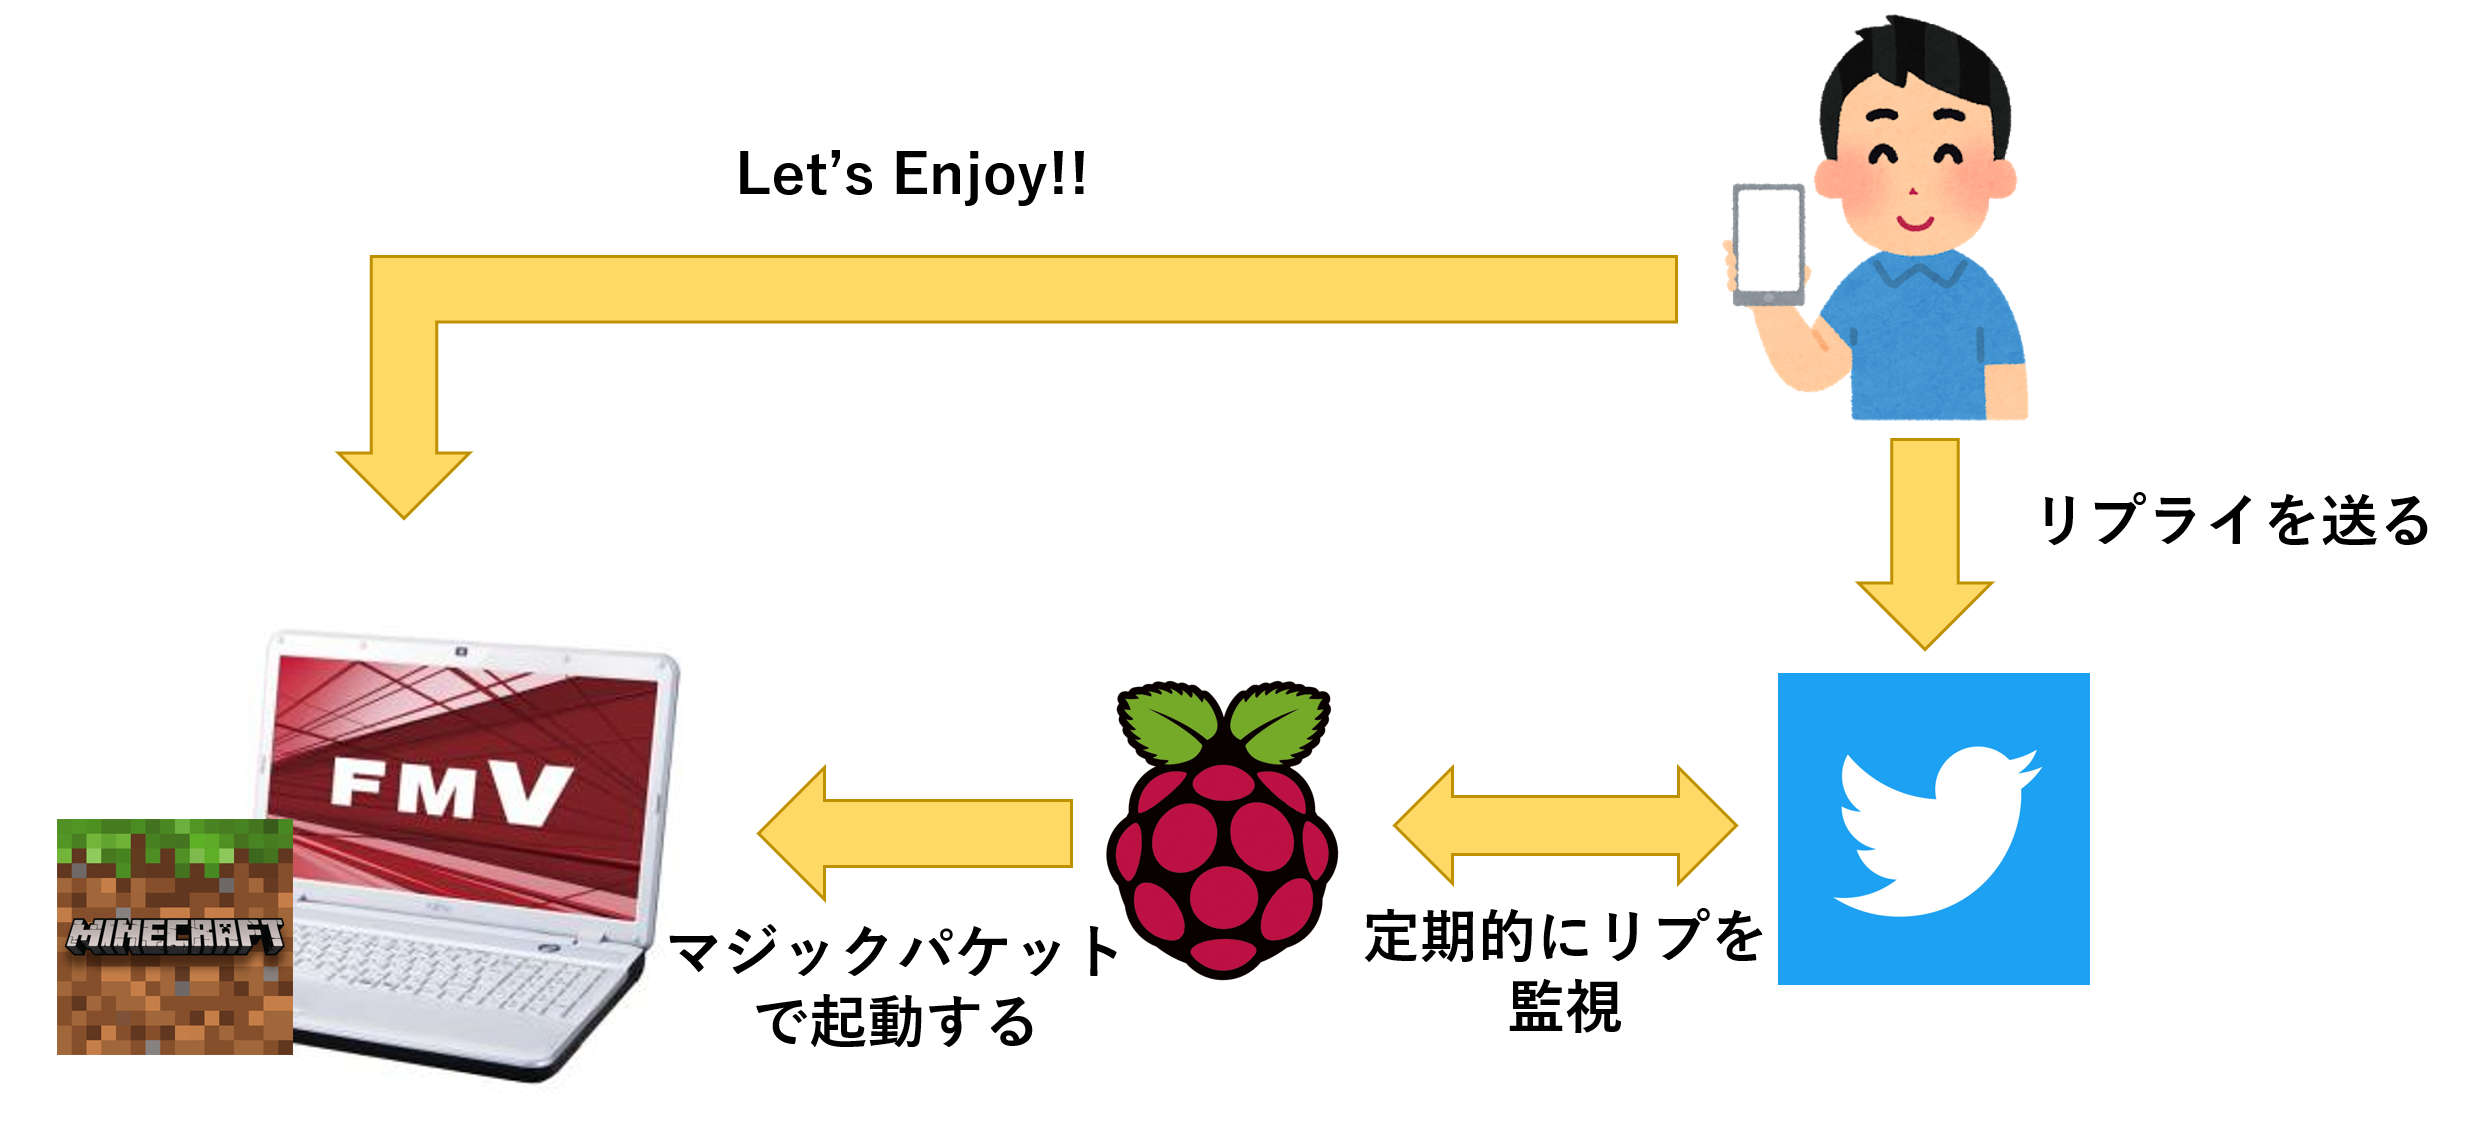 Let’s Enjoy!!
リプライを送る
FMV
MINECRAFT
マジックパケット
で起動する
定期的にリプを
監視